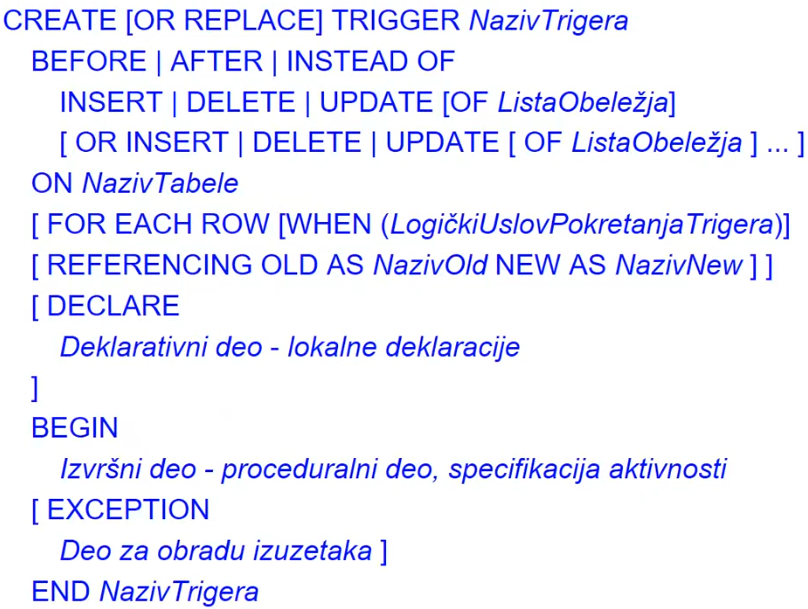 CREATE [OR REPLACE] TRIGGER NazivTrigera
BEFORE | AFTER | INSTEAD OF
INSERT | DELETE | UPDATE [OF ListaObeležja]
[ OR INSERT | DELETE | UPDATE [ OF ListaObeležja ] ... ]
ON NazivTabele
[ FOR EACH ROW [WHEN (LogičkiUslovPokretanjaTrigera)]
[ REFERENCING OLD AS NazivOld NEW AS NazivNew ] ]
[ DECLARE
Deklarativni deo - lokalne deklaracije
]
BEGIN
Izvršni deo - proceduralni deo, specifikacija aktivnosti
[ EXCEPTION
Deo za obradu izuzetaka ]
END NazivTrigera